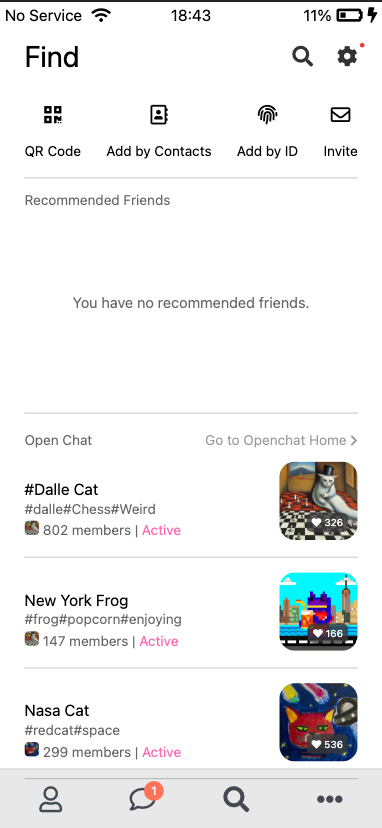 No Service 18:43 11%
Find
QR Code Add by Contacts Add by ID Invite
Recommended Friends
You have no recommended friends.
Open Chat Go to Openchat Home
#Dalle Cat
#dalle#Chess#Weird
802 members | Active
326
New York Frog
#frog#popcorn#enjoying
147 members | Active
166
Nasa Cat
#redcat#space
299 members | Active
536
1